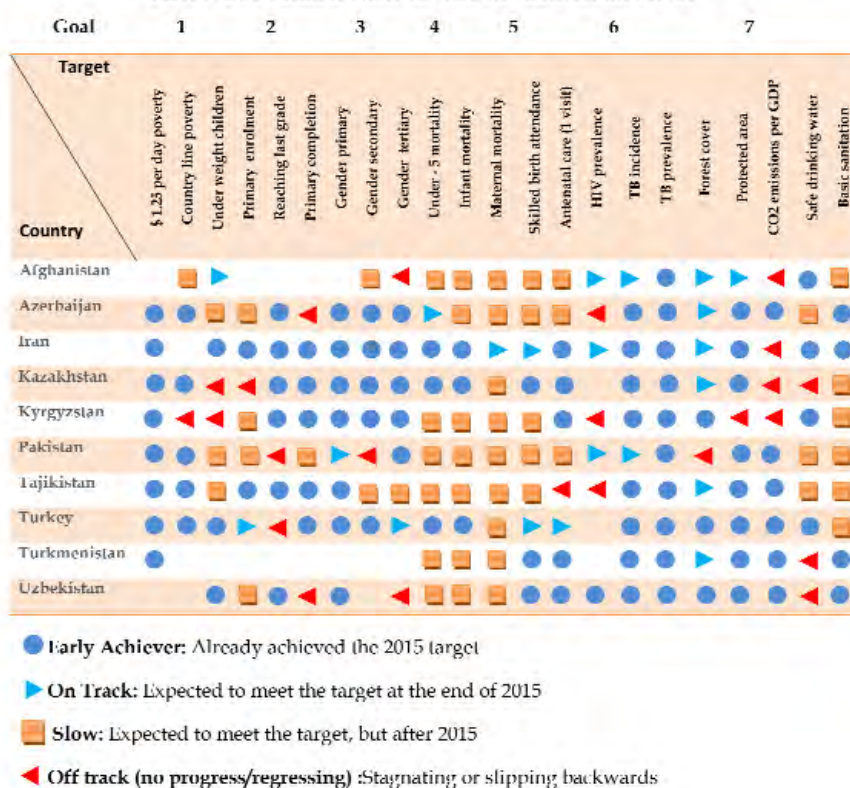 Goal 1 2 3 4 5 6 7
Target
$ 1.25 per day poverty
Country line poverty
Under weight children
Primary enrolment
Reaching last grade
Primary completion
Gender primary
Gender secondary
Gender tertiary
Under - 5 mortality
Infant mortality
Maternal mortality
Skilled birth attendance
Antenatal care (1 visit)
HIV prevalence
TB incidence
TB prevalence
Forest cover
Protected area
CO2 emissions per GDP
Safe drinking water
Basic sanitation
Country
Afghanistan
Azerbaijan
Iran
Kazakhstan
Kyrgyzstan
Pakistan
Tajikistan
Turkey
Turkmenistan
Uzbekistan
Early Achiever: Already achieved the 2015 target
On Track: Expected to meet the target at the end of 2015
Slow: Expected to meet the target, but after 2015
Off track (no progress/regressing) :Stagnating or slipping backwards